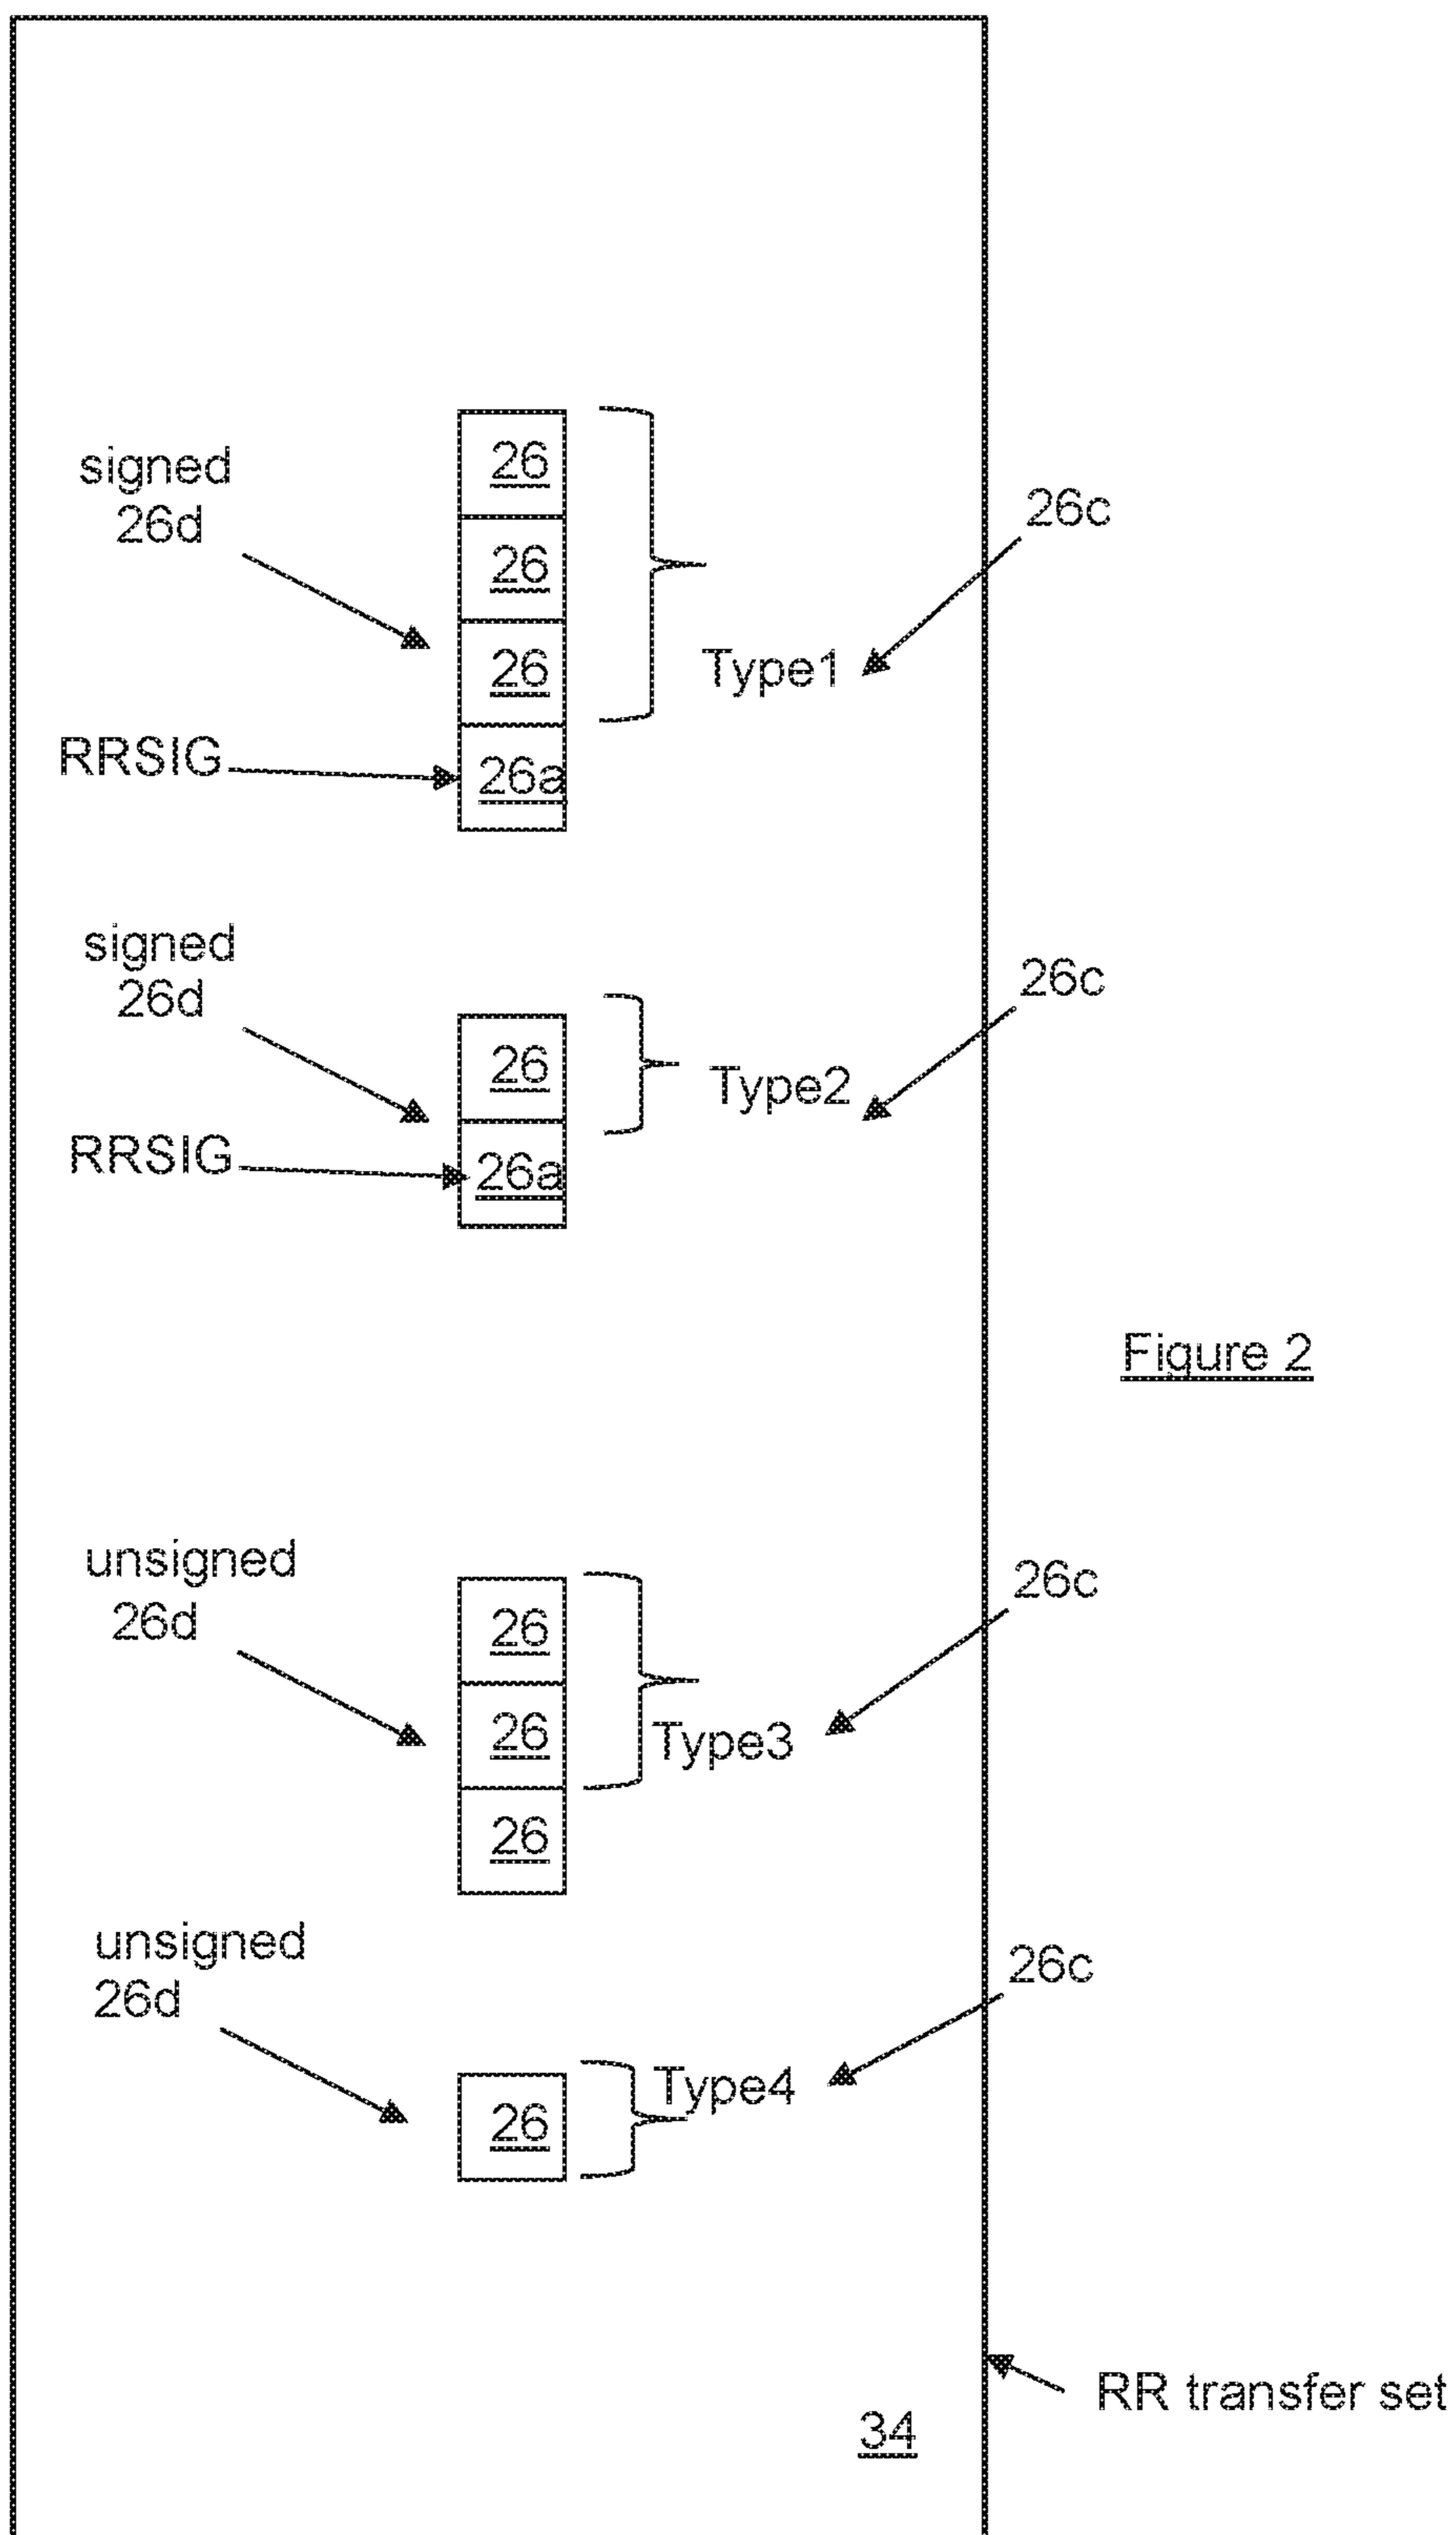 signed
26d
26
26
26
26c
Type1
RRSIG
26a
signed
26d
26
26c
Type2
RRSIG
26a
Figure 2
unsigned
26d
26
26
26
26c
Type3
unsigned
26d
26
26c
Type4
RR transfer set
34